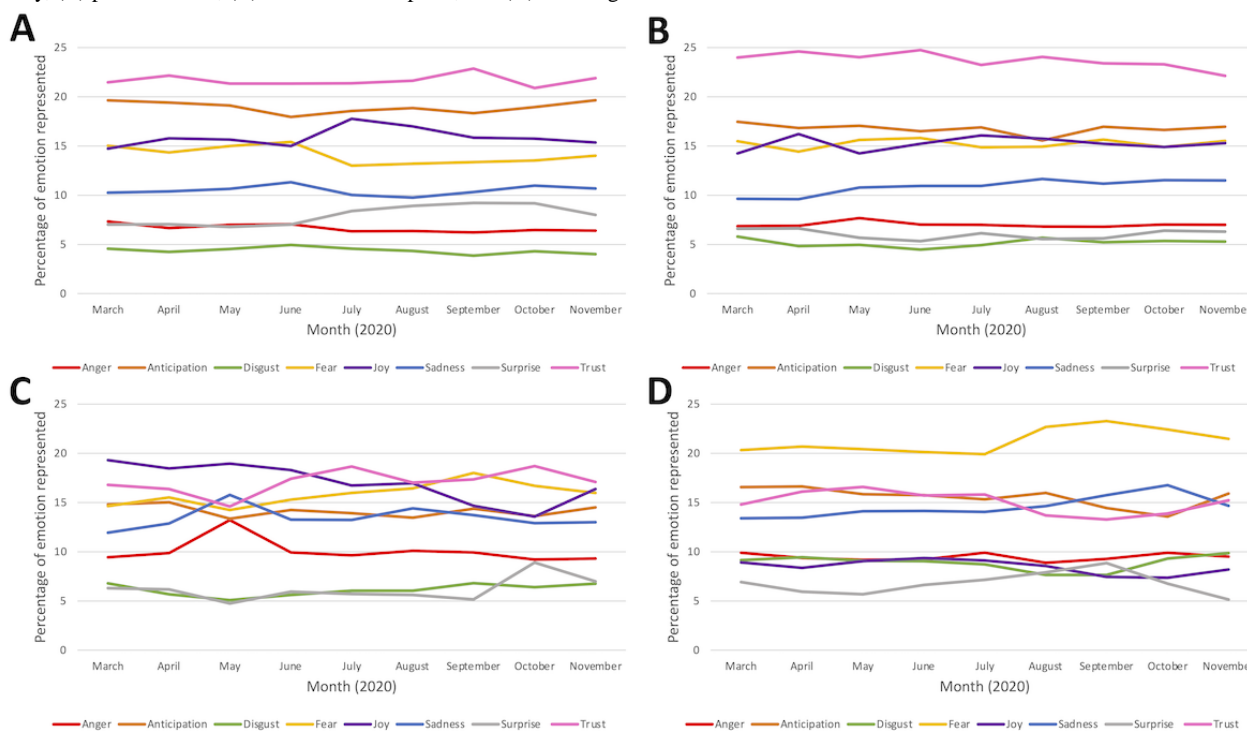 A
B
Percentage of emotion represented
25
20
15
10
5
0
March April May June July August September October November
Month (2020)
Anger Anticipation Disgust Fear Joy Sadness Surprise Trust
Percentage of emotion represented
25
20
15
10
5
0
March April May June July August September October November
Month (2020)
Anger Anticipation Disgust Fear Joy Sadness Surprise Trust
C
D
Percentage of emotion represented
25
20
15
10
5
0
March April May June July August September October November
Month (2020)
Anger Anticipation Disgust Fear Joy Sadness Surprise Trust
Percentage of emotion represented
25
20
15
10
5
0
March April May June July August September October Novembe
Month (2020)
Anger Anticipation Disgust Fear Joy Sadness Surprise Trust